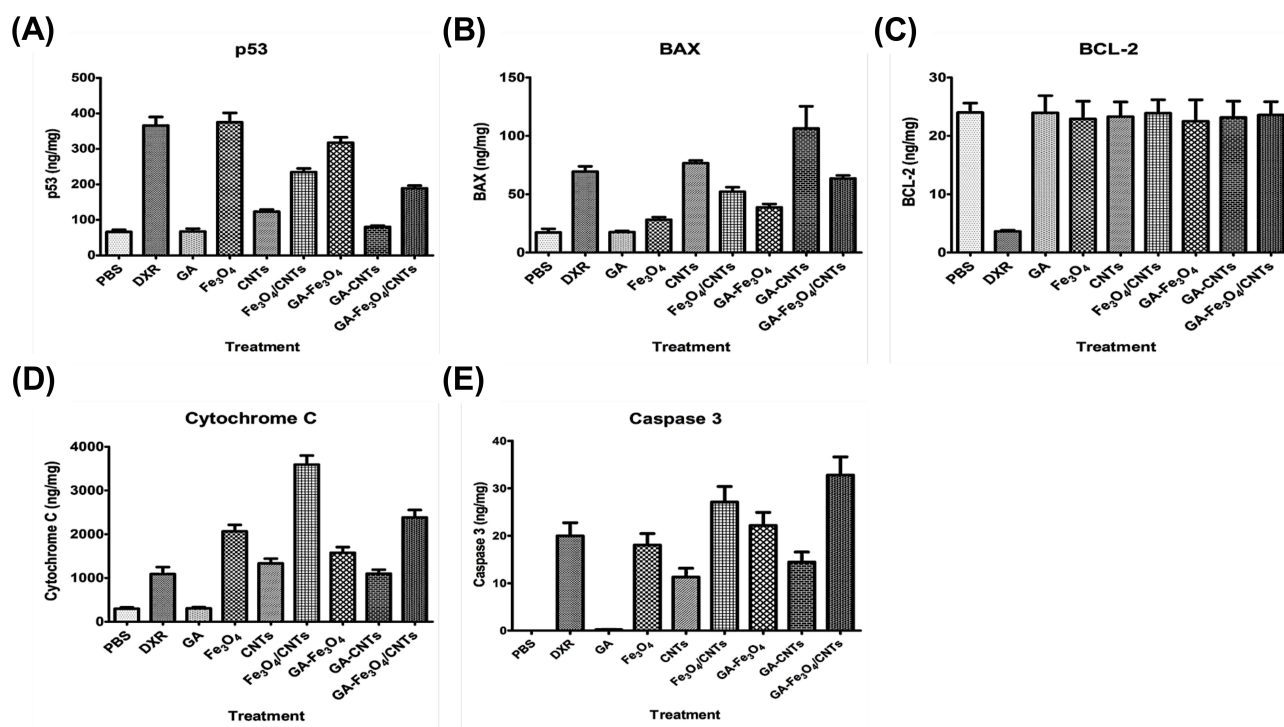 (A)
p53
p53 (ng/mg)
500
400
300
200
100
0
PBS
DXR
GA
Fe₃O₄
CNTs
Fe₃O₄/CNTs
GA-Fe₃O₄
GA-CNTs
GA-Fe₃O₄/CNTs
Treatment
(B)
BAX
BAX (ng/mg)
150
100
50
0
PBS
DXR
GA
Fe₃O₄
CNTs
Fe₃O₄/CNTs
GA-Fe₃O₄
GA-CNTs
GA-Fe₃O₄/CNTs
Treatment
(C)
BCL-2
BCL-2 (ng/mg)
30
20
10
0
PBS
DXR
GA
Fe₃O₄
CNTs
Fe₃O₄/CNTs
GA-Fe₃O₄
GA-CNTs
GA-Fe₃O₄/CNTs
Treatment
(D)
Cytochrome C
Cytochrome C (ng/mg)
4000
3000
2000
1000
0
PBS
DXR
GA
Fe₃O₄
CNTs
Fe₃O₄/CNTs
GA-Fe₃O₄
GA-CNTs
GA-Fe₃O₄/CNTs
Treatment
(E)
Caspase 3
Caspase 3 (ng/mg)
40
30
20
10
0
PBS
DXR
GA
Fe₃O₄
CNTs
Fe₃O₄/CNTs
GA-Fe₃O₄
GA-CNTs
GA-Fe₃O₄/CNTs
Treatment